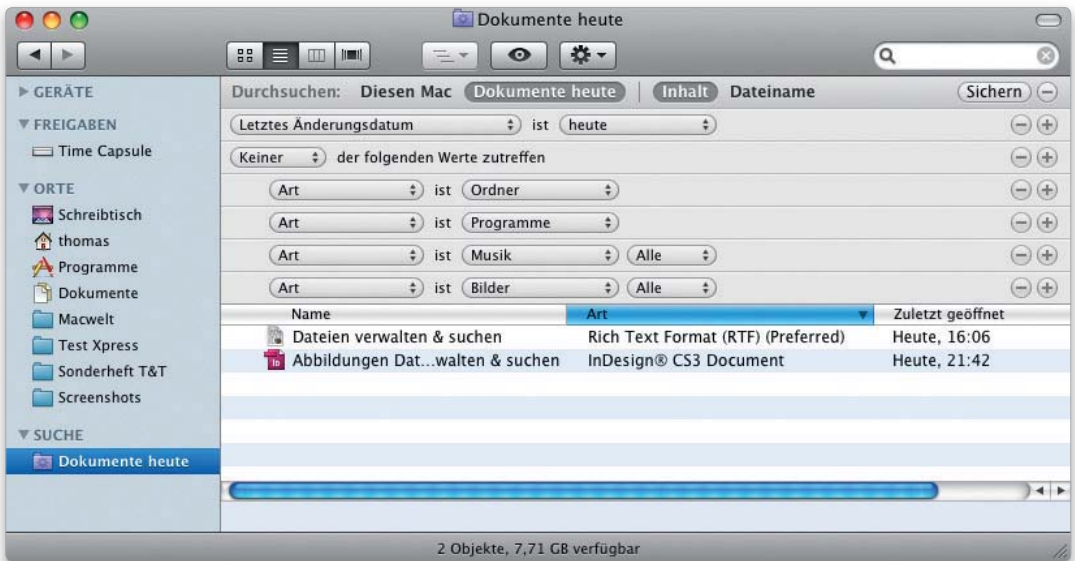 Dokumente heute
GERÄTE
FREIGABEN
Time Capsule
ORTE
Schreibtisch
thomas
Programme
Dokumente
Macwelt
Test Xpress
Sonderheft T&T
Screenshots
SUCHE
Dokumente heute
Durchsuchen: Diesen Mac Dokumente heute Inhalt Dateiname Sichern
Letztes Änderungsdatum ist heute
Keiner der folgenden Werte zutreffen
Art ist Ordner
Art ist Programme
Art ist Musik Alle
Art ist Bilder Alle
Name Art Zuletzt geöffnet
Dateien verwalten & suchen Rich Text Format (RTF) (Preferred) Heute, 16:06
Abbildungen Dat...walten & suchen InDesign® CS3 Document Heute, 21:42
2 Objekte, 7,71 GB verfügbar